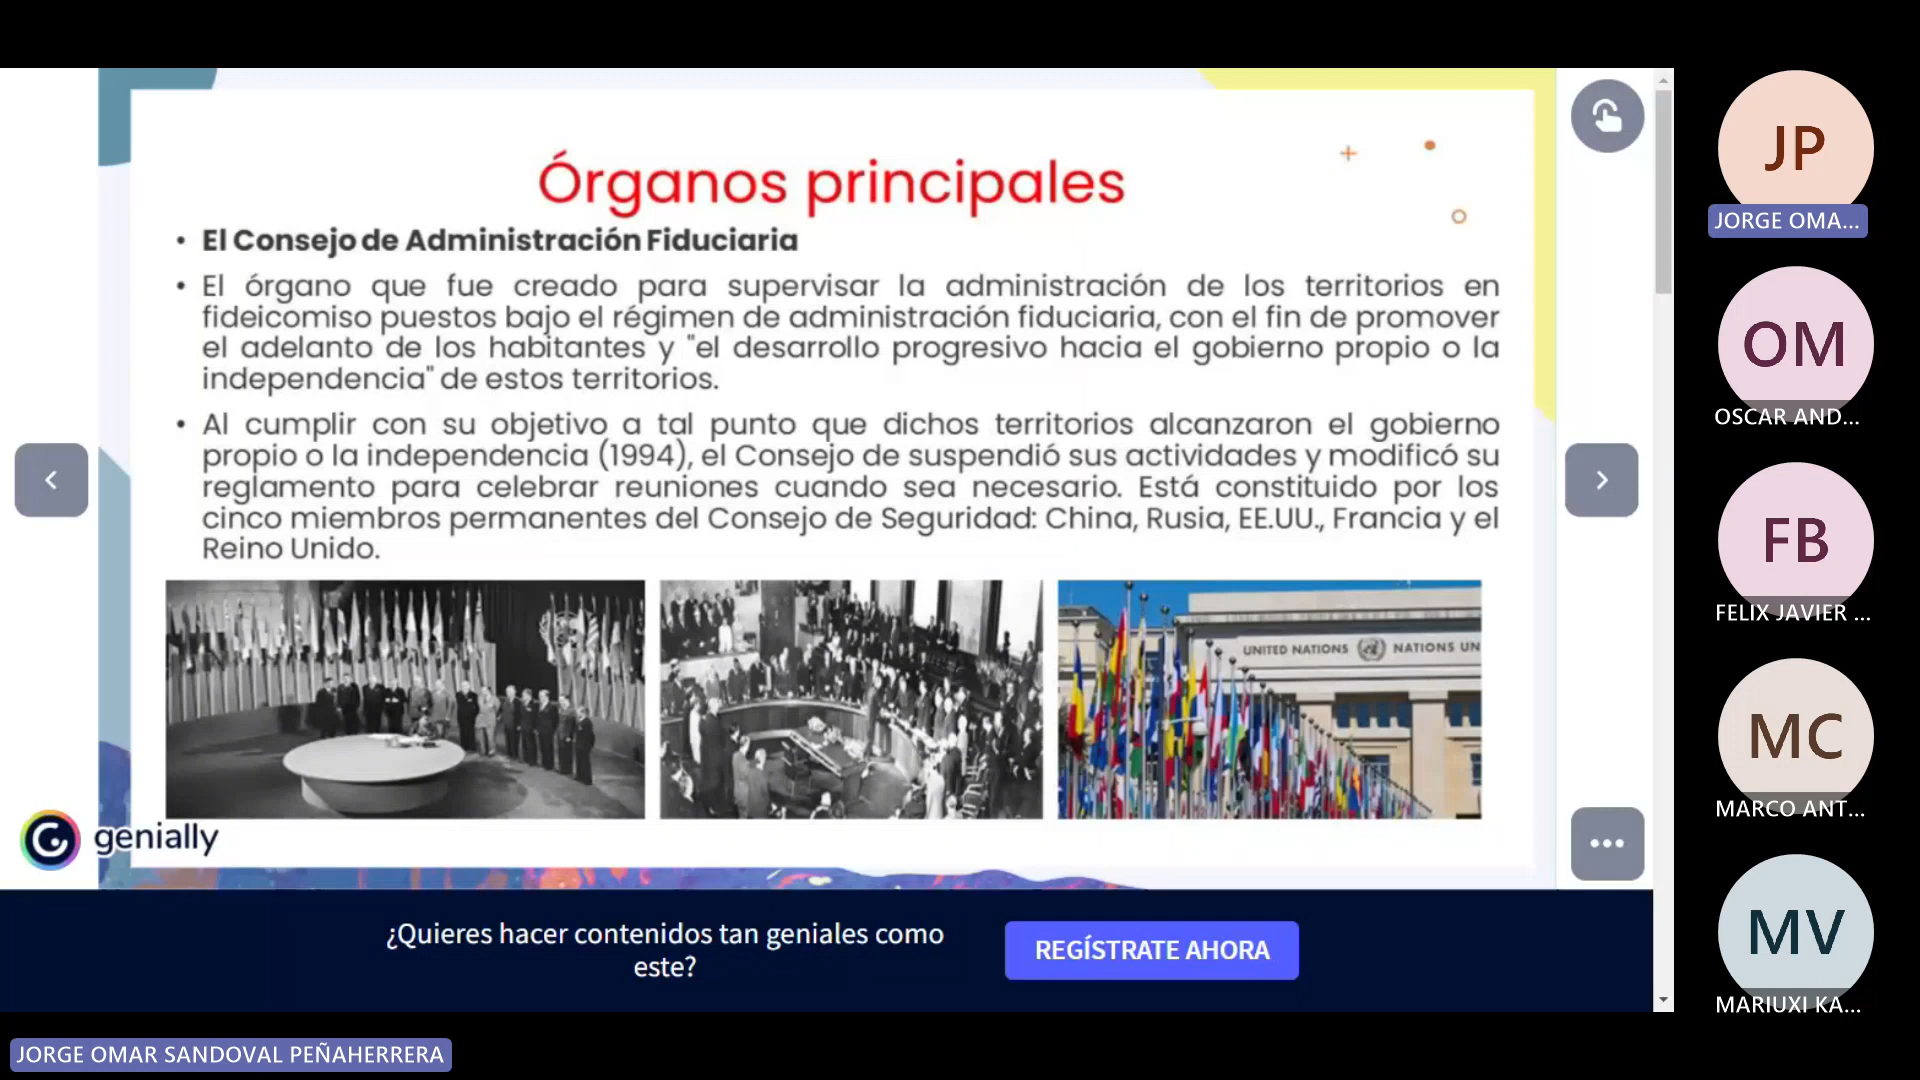 Órganos principales
• El Consejo de Administración Fiduciaria
• El órgano que fue creado para supervisar la administración de los territorios en
fideicomiso puestos bajo el régimen de administración fiduciaria, con el fin de promover
el adelanto de los habitantes y "el desarrollo progresivo hacia el gobierno propio o la
independencia" de estos territorios.
• Al cumplir con su objetivo a tal punto que dichos territorios alcanzaron el gobierno
propio o la independencia (1994), el Consejo de suspendió sus actividades y modificó su
reglamento para celebrar reuniones cuando sea necesario. Está constituido por los
cinco miembros permanentes del Consejo de Seguridad: China, Rusia, EE.UU., Francia y el
Reino Unido.
UNITED NATIONS NATIONS UN
genially
¿Quieres hacer contenidos tan geniales como
este?
REGÍSTRATE AHORA
JORGE OMAR SANDOVAL PEÑAHERRERA
JP
JORGE OMA...
OM
OSCAR AND...
FB
FELIX JAVIER ...
MC
MARCO ANT...
MV
MARIUXI KA...